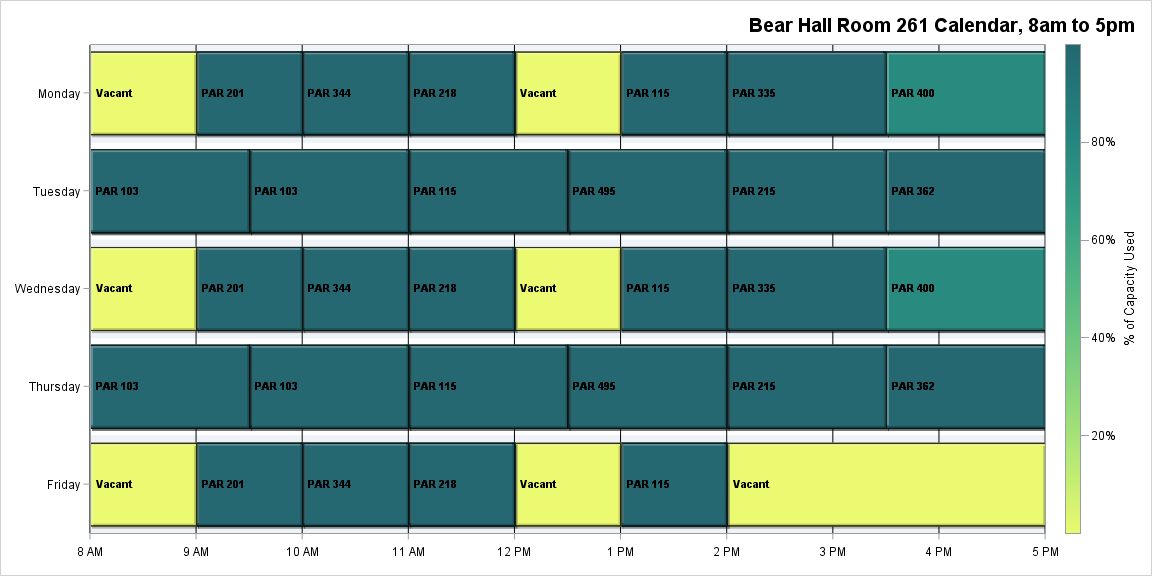 Bear Hall Room 261 Calendar, 8am to 5pm
Monday
Vacant
PAR 201
PAR 344
PAR 218
Vacant
PAR 115
PAR 335
PAR 400
Tuesday
PAR 103
PAR 103
PAR 115
PAR 495
PAR 215
PAR 362
Wednesday
Vacant
PAR 201
PAR 344
PAR 218
Vacant
PAR 115
PAR 335
PAR 400
Thursday
PAR 103
PAR 103
PAR 115
PAR 495
PAR 215
PAR 362
Friday
Vacant
PAR 201
PAR 344
PAR 218
Vacant
PAR 115
Vacant
8 AM
9 AM
10 AM
11 AM
12 PM
1 PM
2 PM
3 PM
4 PM
5 PM
80%
60%
40%
20%
% of Capacity Used